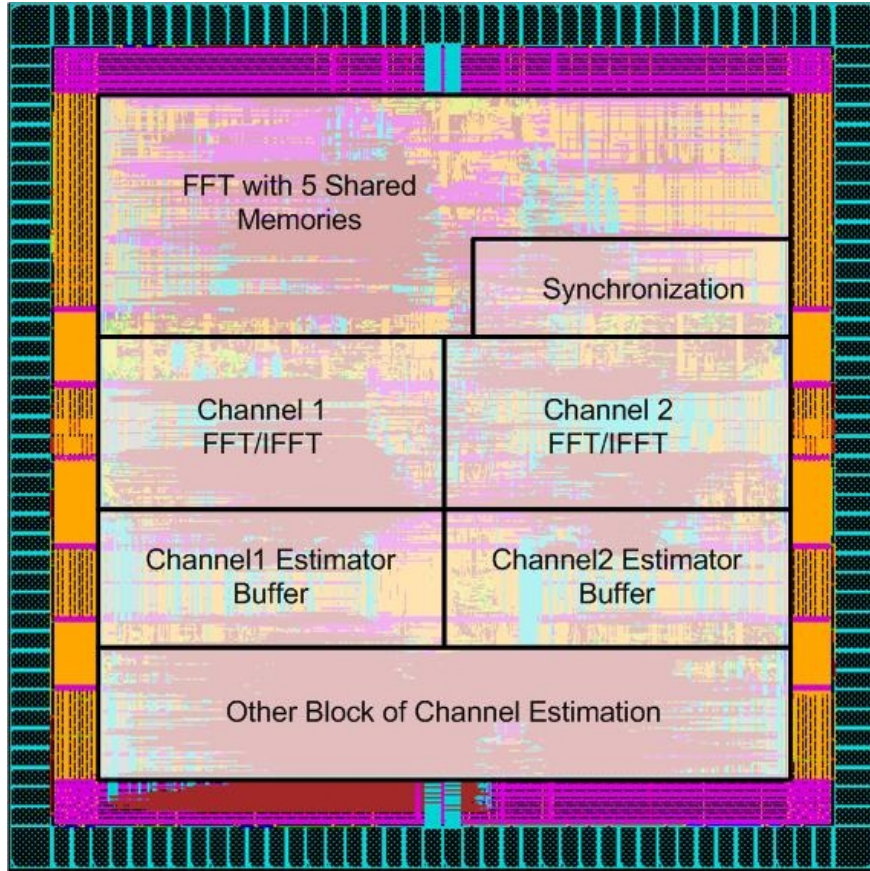 FFT with 5 Shared
Memories
Synchronization
Channel 1
FFT/IFFT
Channel 2
FFT/IFFT
Channel1 Estimator
Buffer
Channel2 Estimator
Buffer
Other Block of Channel Estimation